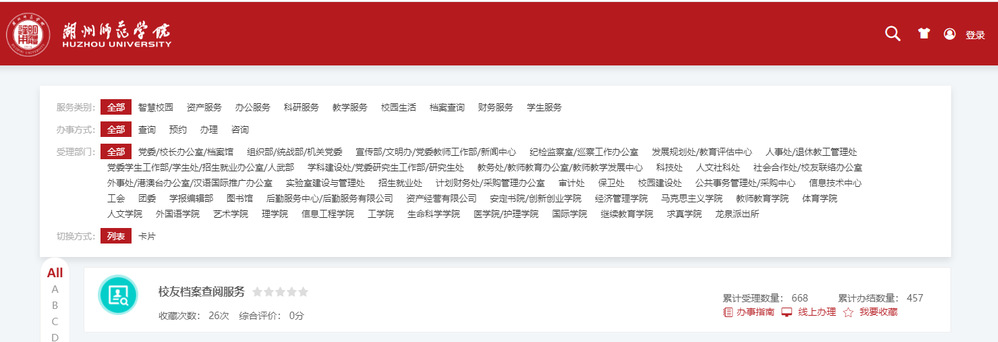 湖州师范学院
HUZHOU UNIVERSITY
登录
服务类别: 全部 智慧校园 资产服务 办公服务 科研服务 教学服务 校园生活 档案查询 财务服务 学生服务
办事方式: 全部 查询 预约 办理 咨询
受理部门: 全部 党委/校长办公室/档案馆 组织部/统战部/机关党委 宣传部/文明办/党委教师工作部/新闻中心 纪检监察室/巡察工作办公室 发展规划处/教育评估中心 人事处/退休教工管理处
党委学生工作部/学生处/招生就业办公室/人武部 学科建设处/党委研究生工作部/研究生处 教务处/教师教育办公室/教师教学发展中心 科技处 人文社科处 社会合作处/校友联络办公室
外事处/港澳台办公室/汉语国际推广办公室 实验室建设与管理处 招生就业处 计划财务处/采购管理办公室 审计处 保卫处 校园建设处 公共事务管理处/采购中心 信息技术中心
工会 团委 学报编辑部 图书馆 后勤服务中心/后勤服务有限公司 资产经营有限公司 安定书院/创新创业学院 经济管理学院 马克思主义学院 教师教育学院 体育学院
人文学院 外国语学院 艺术学院 理学院 信息工程学院 工学院 生命科学学院 医学院/护理学院 国际学院 继续教育学院 求真学院 龙泉派出所
切换方式: 列表 卡片
All
A
B
C
D
校友档案查阅服务
收藏次数: 26次 综合评价: 0分
累计受理数量: 668 累计办结数量: 457
办事指南 线上办理 我要收藏